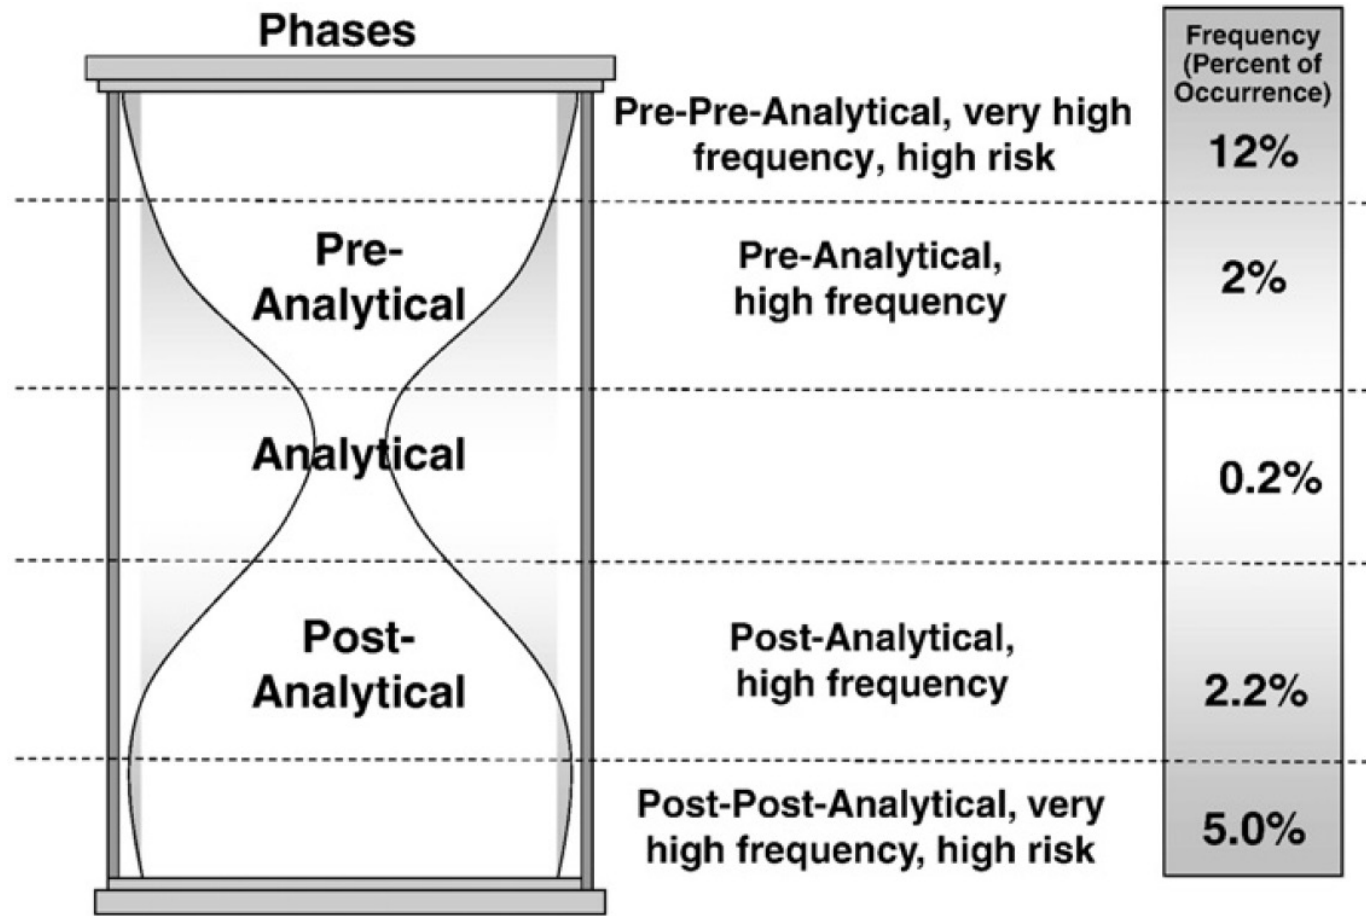 Phases
Frequency
(Percent of
Occurrence)
Pre-Pre-Analytical, very high
frequency, high risk
12%
Pre-
Analytical
Pre-Analytical,
high frequency
2%
Analytical
0.2%
Post-
Analytical
Post-Analytical,
high frequency
2.2%
Post-Post-Analytical, very
high frequency, high risk
5.0%